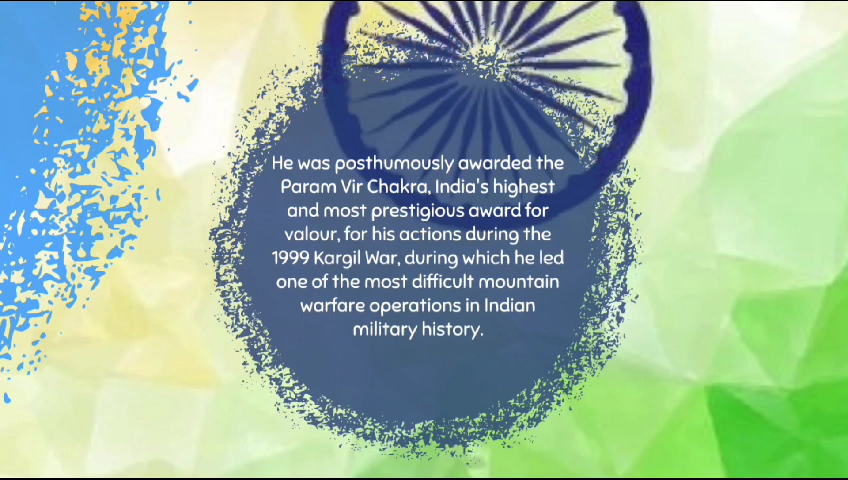 He was posthumously awarded the
Param Vir Chakra, India's highest
and most prestigious award for
valour, for his actions during the
1999 Kargil War, during which he led
one of the most difficult mountain
warfare operations in Indian
military history.